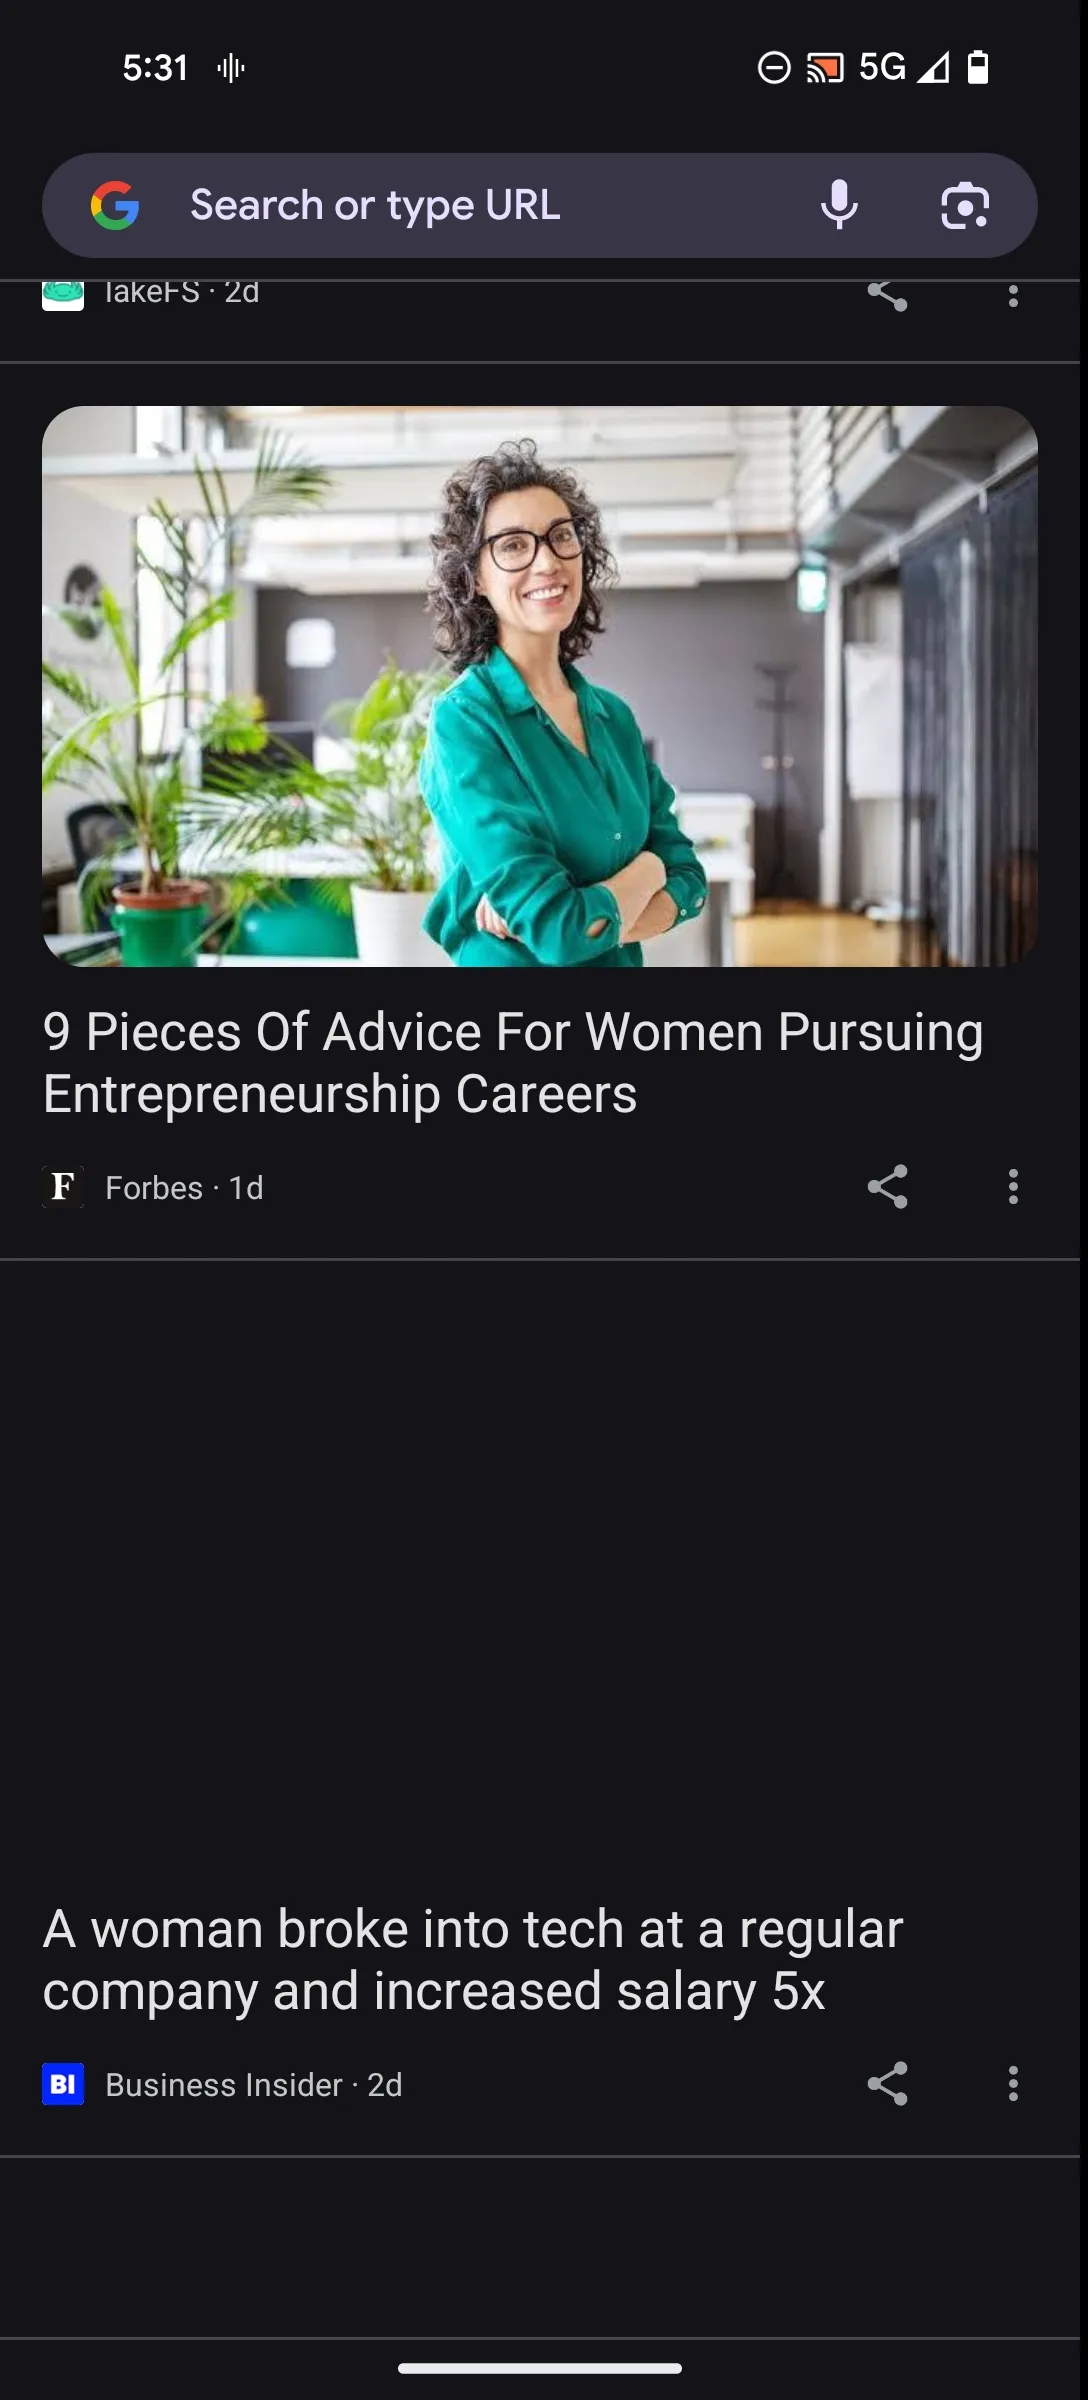 5:31
5G
Search or type URL
lakeFS · 2d
9 Pieces Of Advice For Women Pursuing
Entrepreneurship Careers
F Forbes · 1d
A woman broke into tech at a regular
company and increased salary 5x
BI Business Insider · 2d